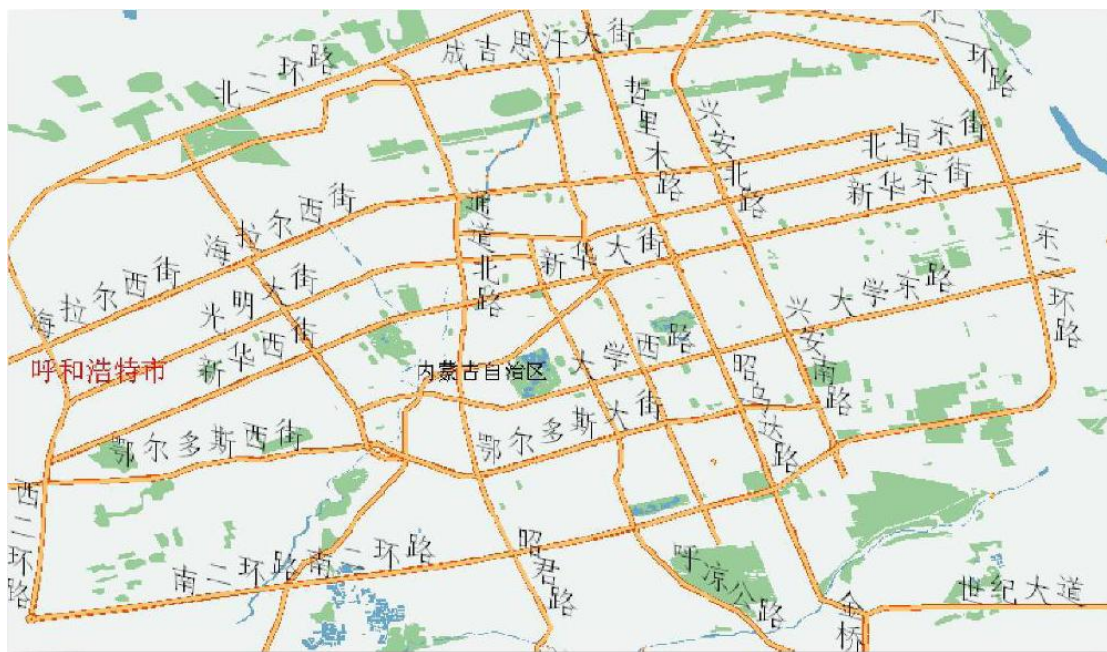 成吉思汗大街
东二环路
北二环路
哲里木路
兴安北路
北垣东街
新华东街
通道北路
海拉尔西街
新华大街
东二环路
海拉尔西街
光明大街
大学东路
兴安南路
新华西街
呼和浩特市
内蒙古自治区
大学西路
昭乌达路
鄂尔多斯西街
鄂尔多斯大街
西二环路
南二环路
南二环路
昭君路
呼凉公路
世纪大道
金桥